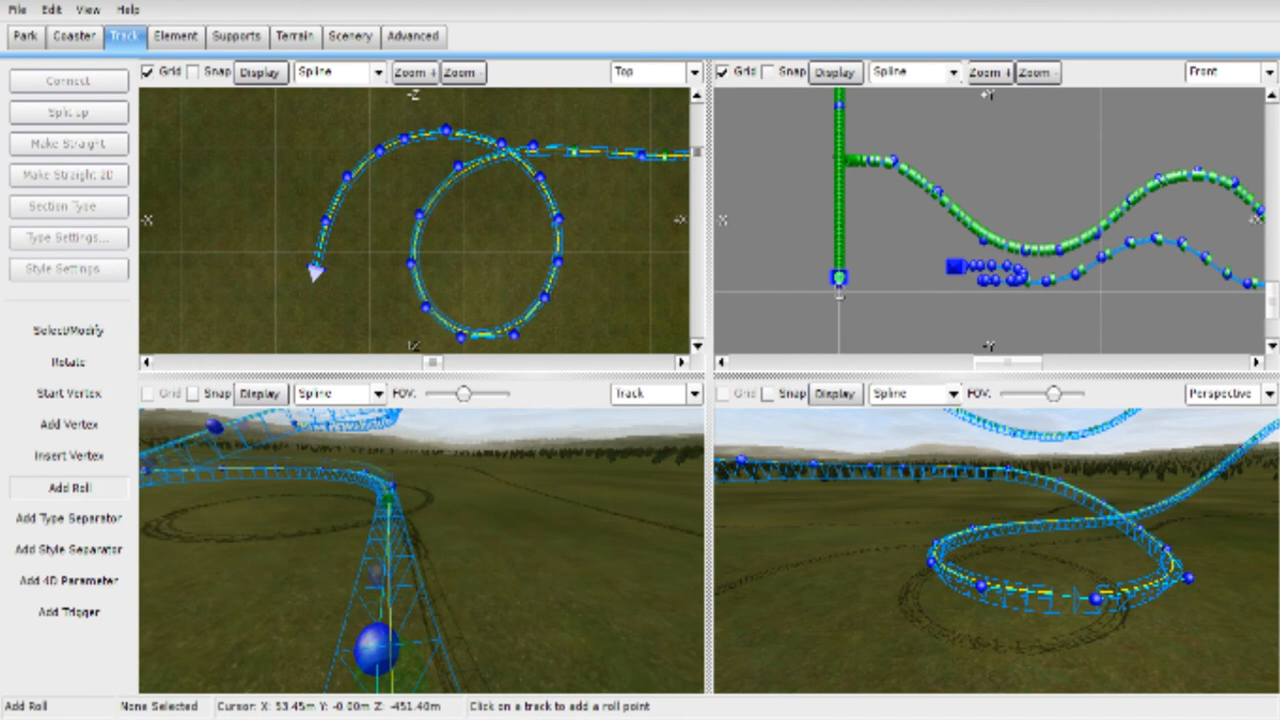 File Edit View Help
Park Coaster Track Element Supports Terrain Scenery Advanced
Connect
Split up
Make Straight
Make Straight 2D
Section Type
Type Settings...
Style Settings
Select/Modify
Rotate
Start Vertex
Add Vertex
Insert Vertex
Add Roll
Add Type Separator
Add Style Separator
Add 4D Parameter
Add Trigger
Grid Snap Display Spline Zoom + Zoom - Top
-Z
-X
+X
Grid Snap Display Spline Zoom + Zoom - Front
+Y
-Y
Grid Snap Display Spline FOV: Track
Grid Snap Display Spline FOV: Perspective
Add Roll None Selected Cursor: X: 53.45m Y: -0.00m Z: -451.40m Click on a track to add a roll point